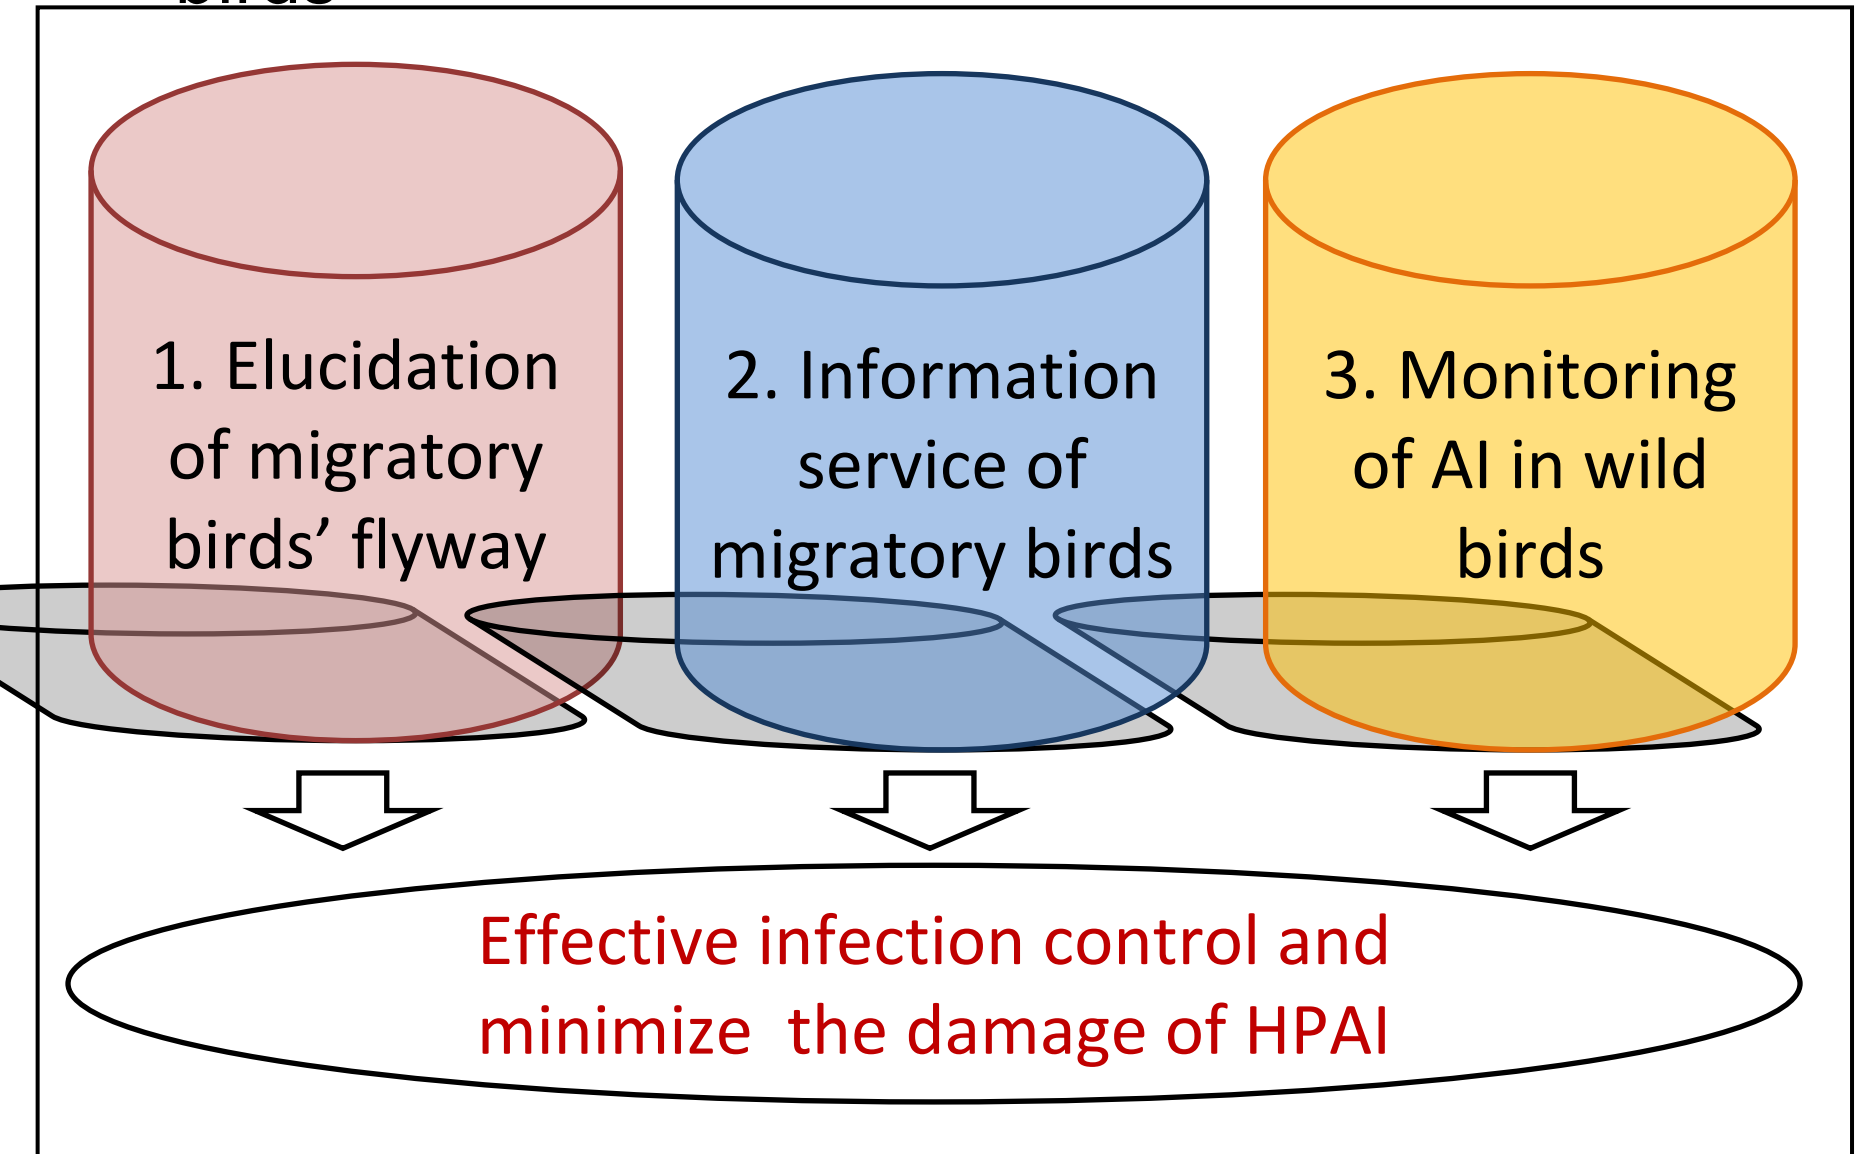 1. Elucidation
of migratory
birds’ flyway
2. Information
service of
migratory birds
3. Monitoring
of AI in wild
birds
Effective infection control and
minimize  the damage of HPAI